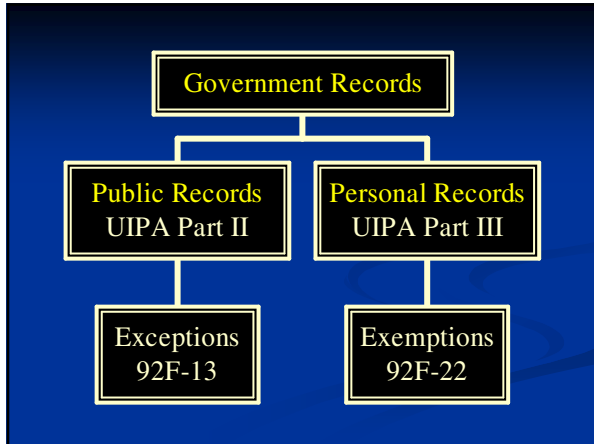 Government Records
Public Records
UIPA Part II
Personal Records
UIPA Part III
Exceptions
92F-13
Exemptions
92F-22